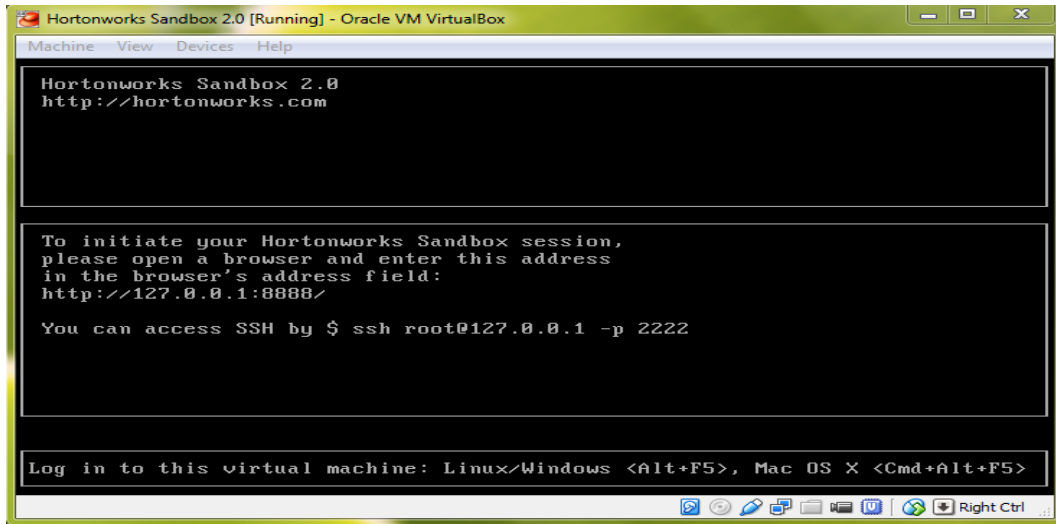 Hortonworks Sandbox 2.0 [Running] - Oracle VM VirtualBox
Machine View Devices Help
Hortonworks Sandbox 2.0
http://hortonworks.com
To initiate your Hortonworks Sandbox session,
please open a browser and enter this address
in the browser's address field:
http://127.0.0.1:8888/
You can access SSH by $ ssh root@127.0.0.1 -p 2222
Log in to this virtual machine: Linux/Windows <Alt+F5>, Mac OS X <Cmd+Alt+F5>
Right Ctrl